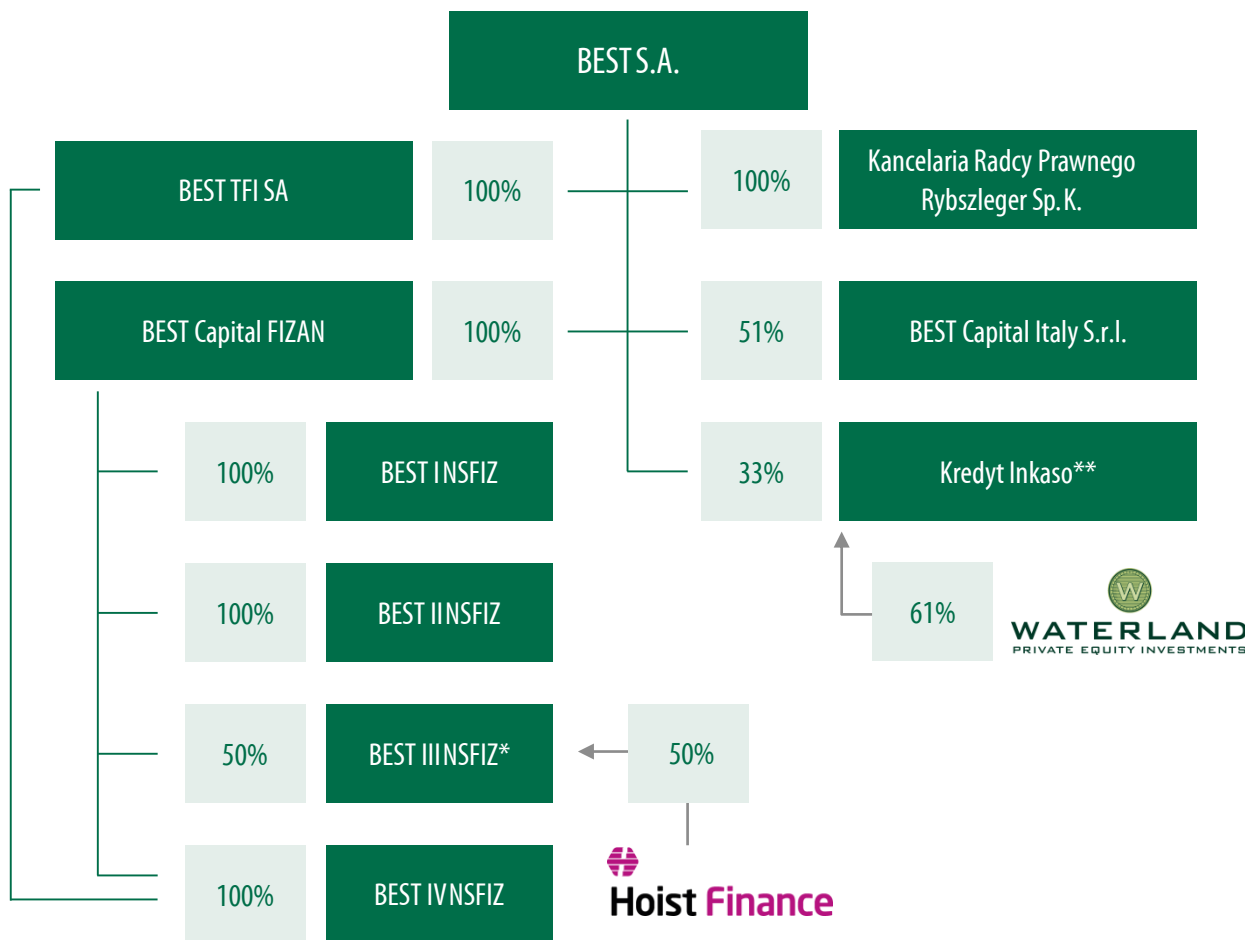 BEST S.A.
BEST TFI SA
100%
100%
Kancelaria Radcy Prawnego
Rybszleger Sp. K.
BEST Capital FIZAN
100%
51%
BEST Capital Italy S.r.l.
100%
BEST I NSFIZ
33%
Kredyt Inkaso**
100%
BEST II NSFIZ
61%
W
WATERLAND
PRIVATE EQUITY INVESTMENTS
50%
BEST III NSFIZ*
50%
100%
BEST IV NSFIZ
Hoist Finance